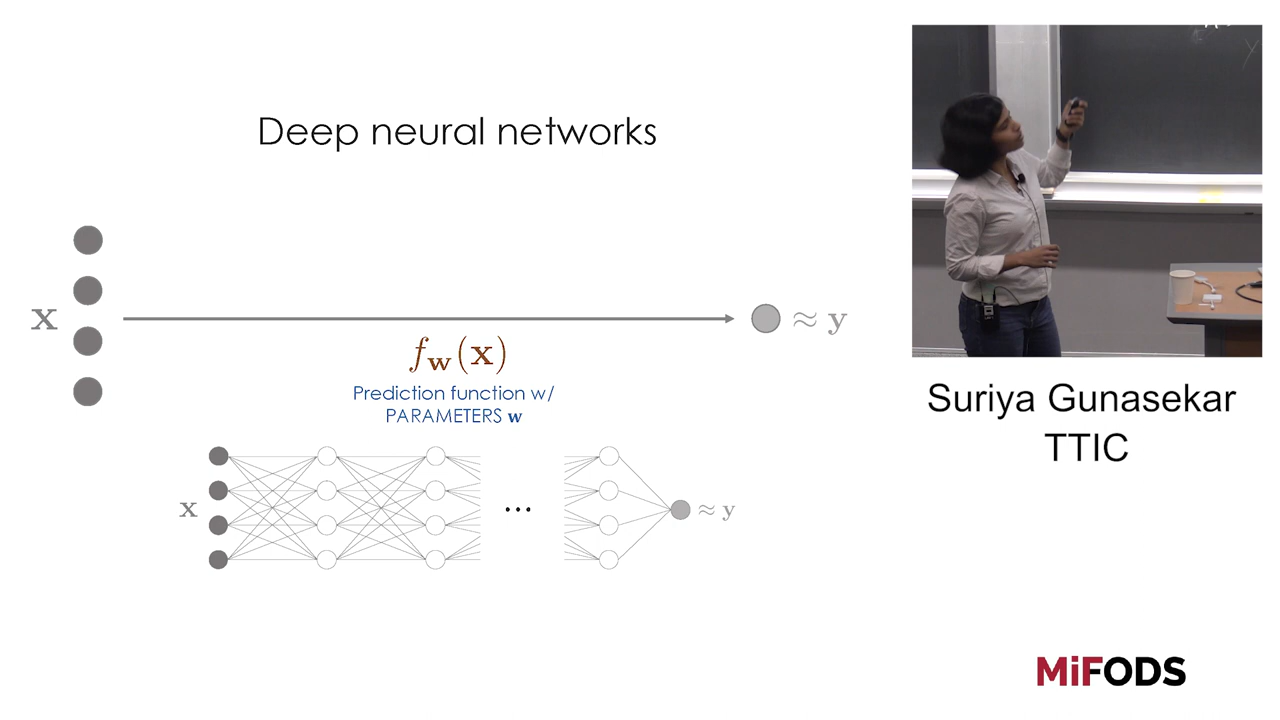 Deep neural networks
x
≈ y
f_w(x)
Prediction function w/
PARAMETERS w
x
...
≈ y
Suriya Gunasekar
TTIC
MiFODS